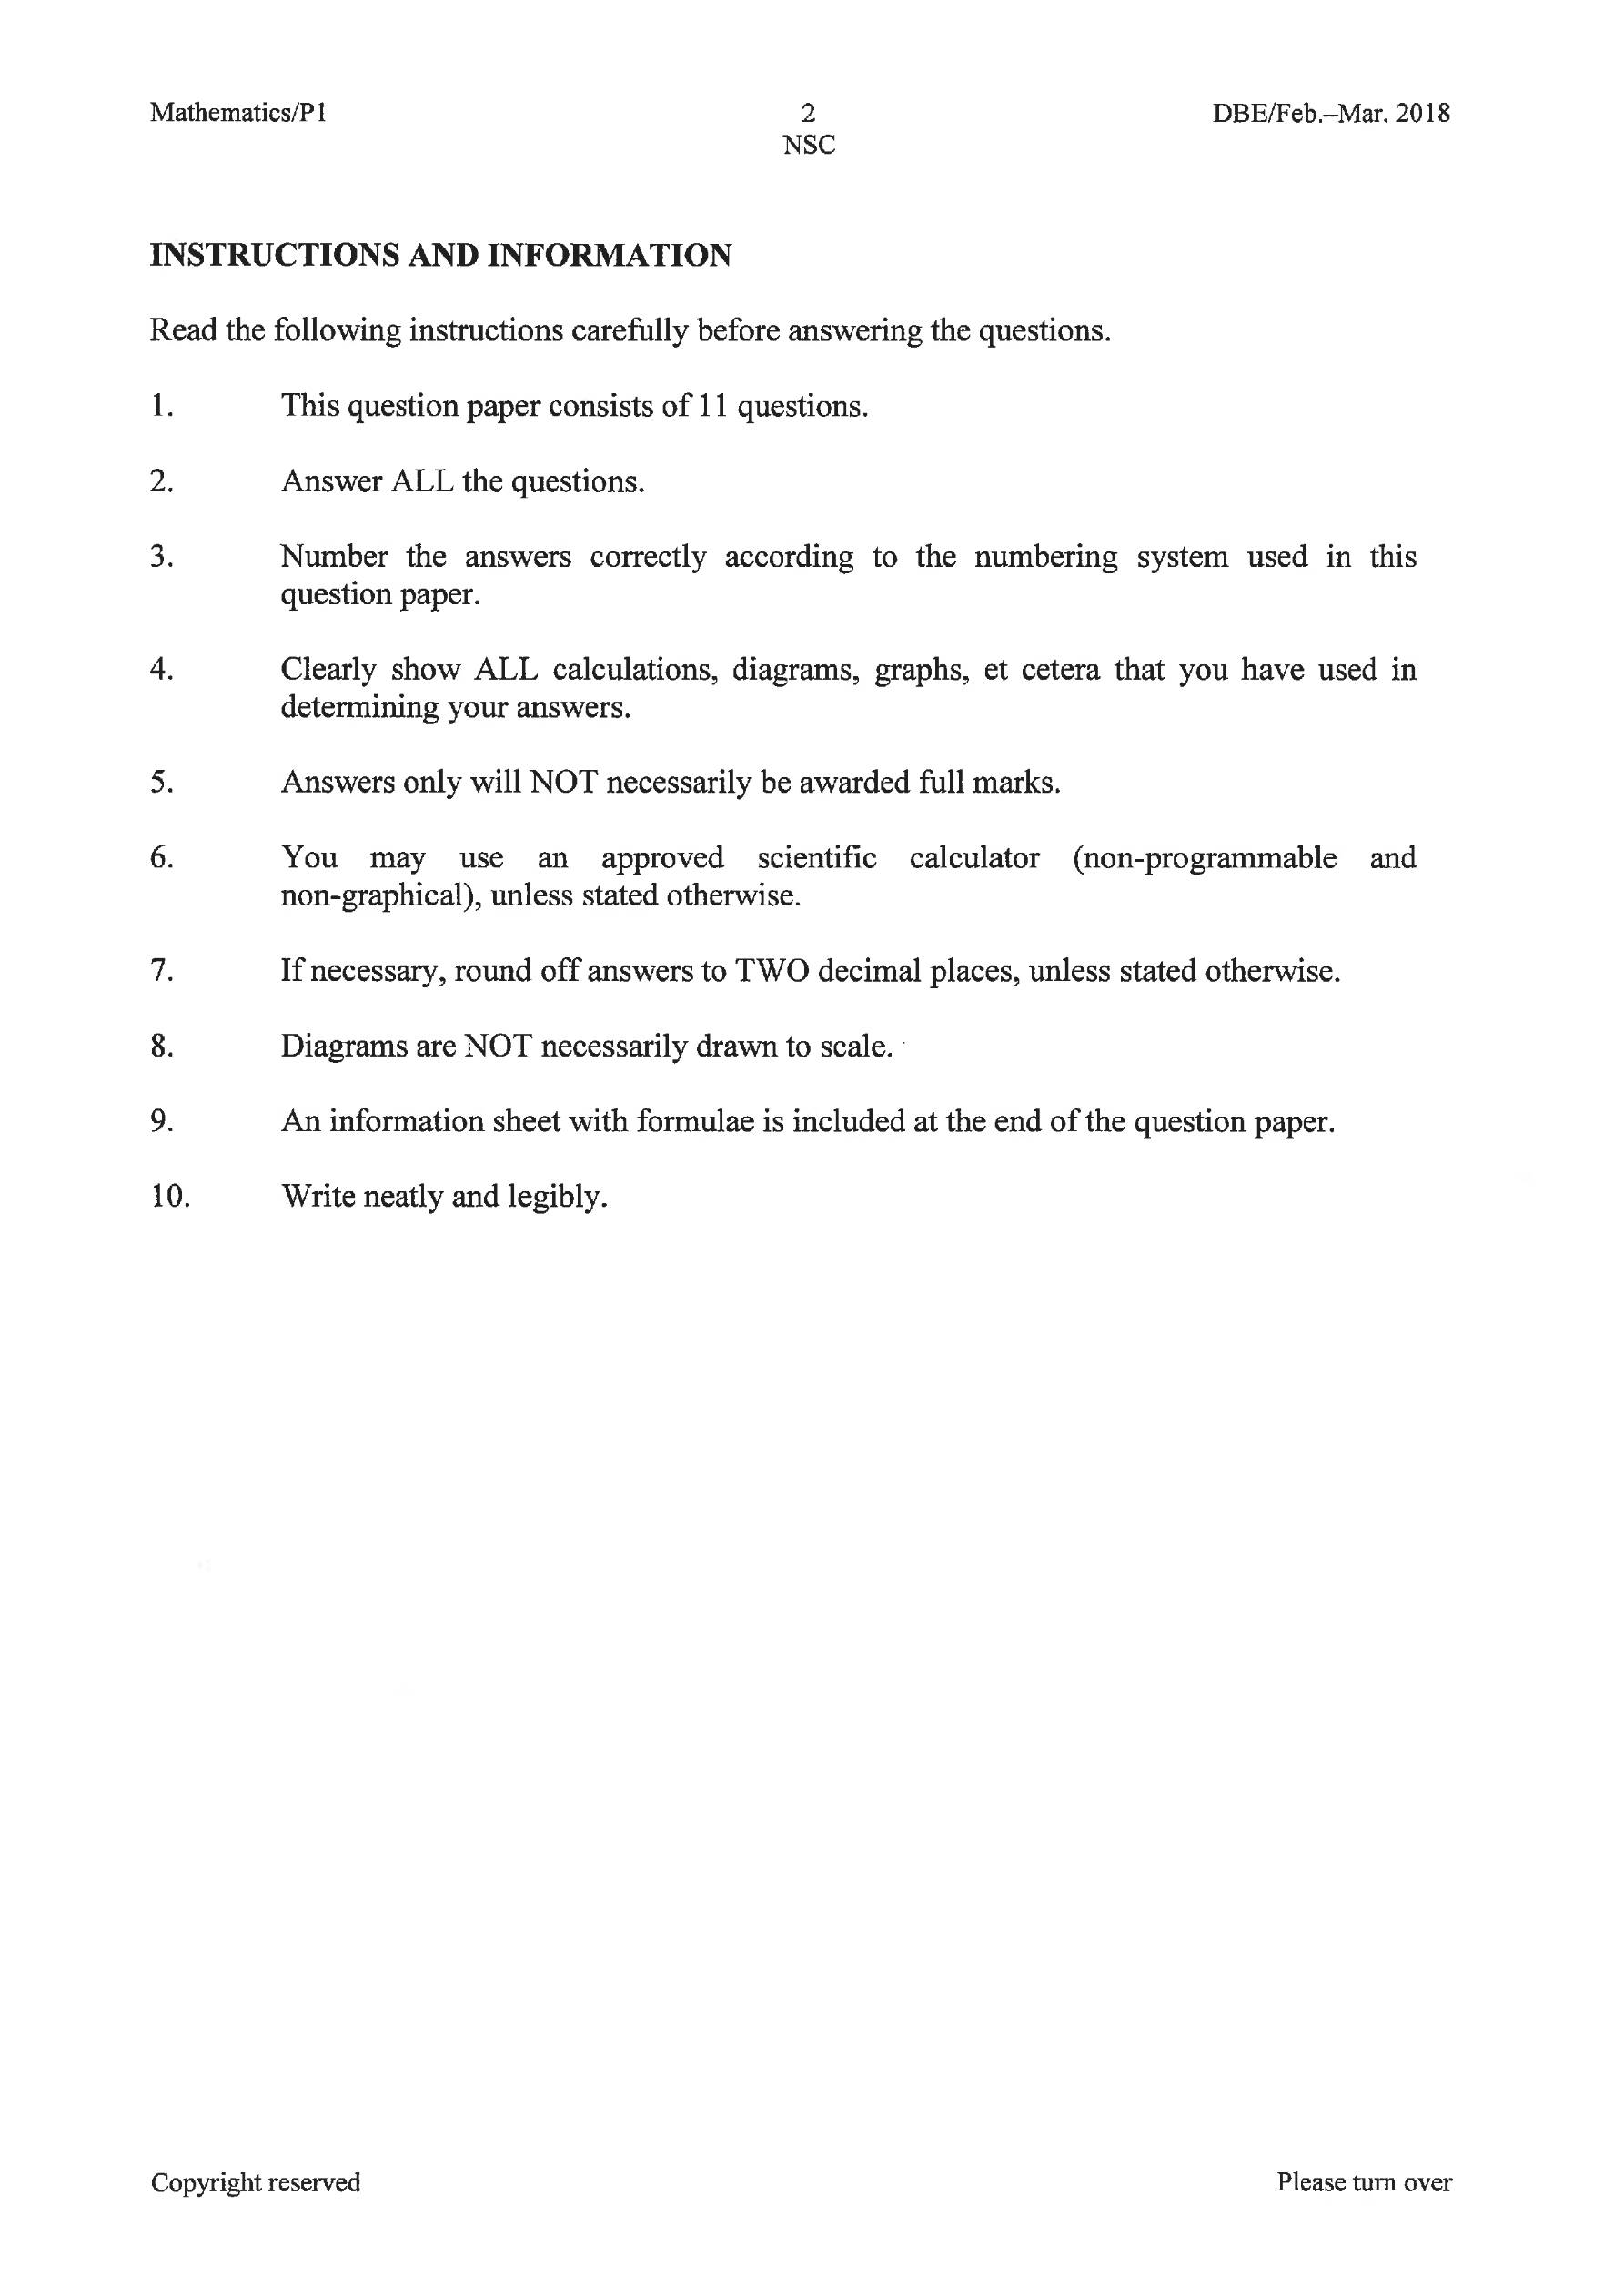 Mathematics/P1
2
DBE/Feb.–Mar. 2018
NSC
INSTRUCTIONS AND INFORMATION
Read the following instructions carefully before answering the questions.
1. This question paper consists of 11 questions.
2. Answer ALL the questions.
3. Number the answers correctly according to the numbering system used in this
question paper.
4. Clearly show ALL calculations, diagrams, graphs, et cetera that you have used in
determining your answers.
5. Answers only will NOT necessarily be awarded full marks.
6. You may use an approved scientific calculator (non-programmable and
non-graphical), unless stated otherwise.
7. If necessary, round off answers to TWO decimal places, unless stated otherwise.
8. Diagrams are NOT necessarily drawn to scale.
9. An information sheet with formulae is included at the end of the question paper.
10. Write neatly and legibly.
Copyright reserved
Please turn over